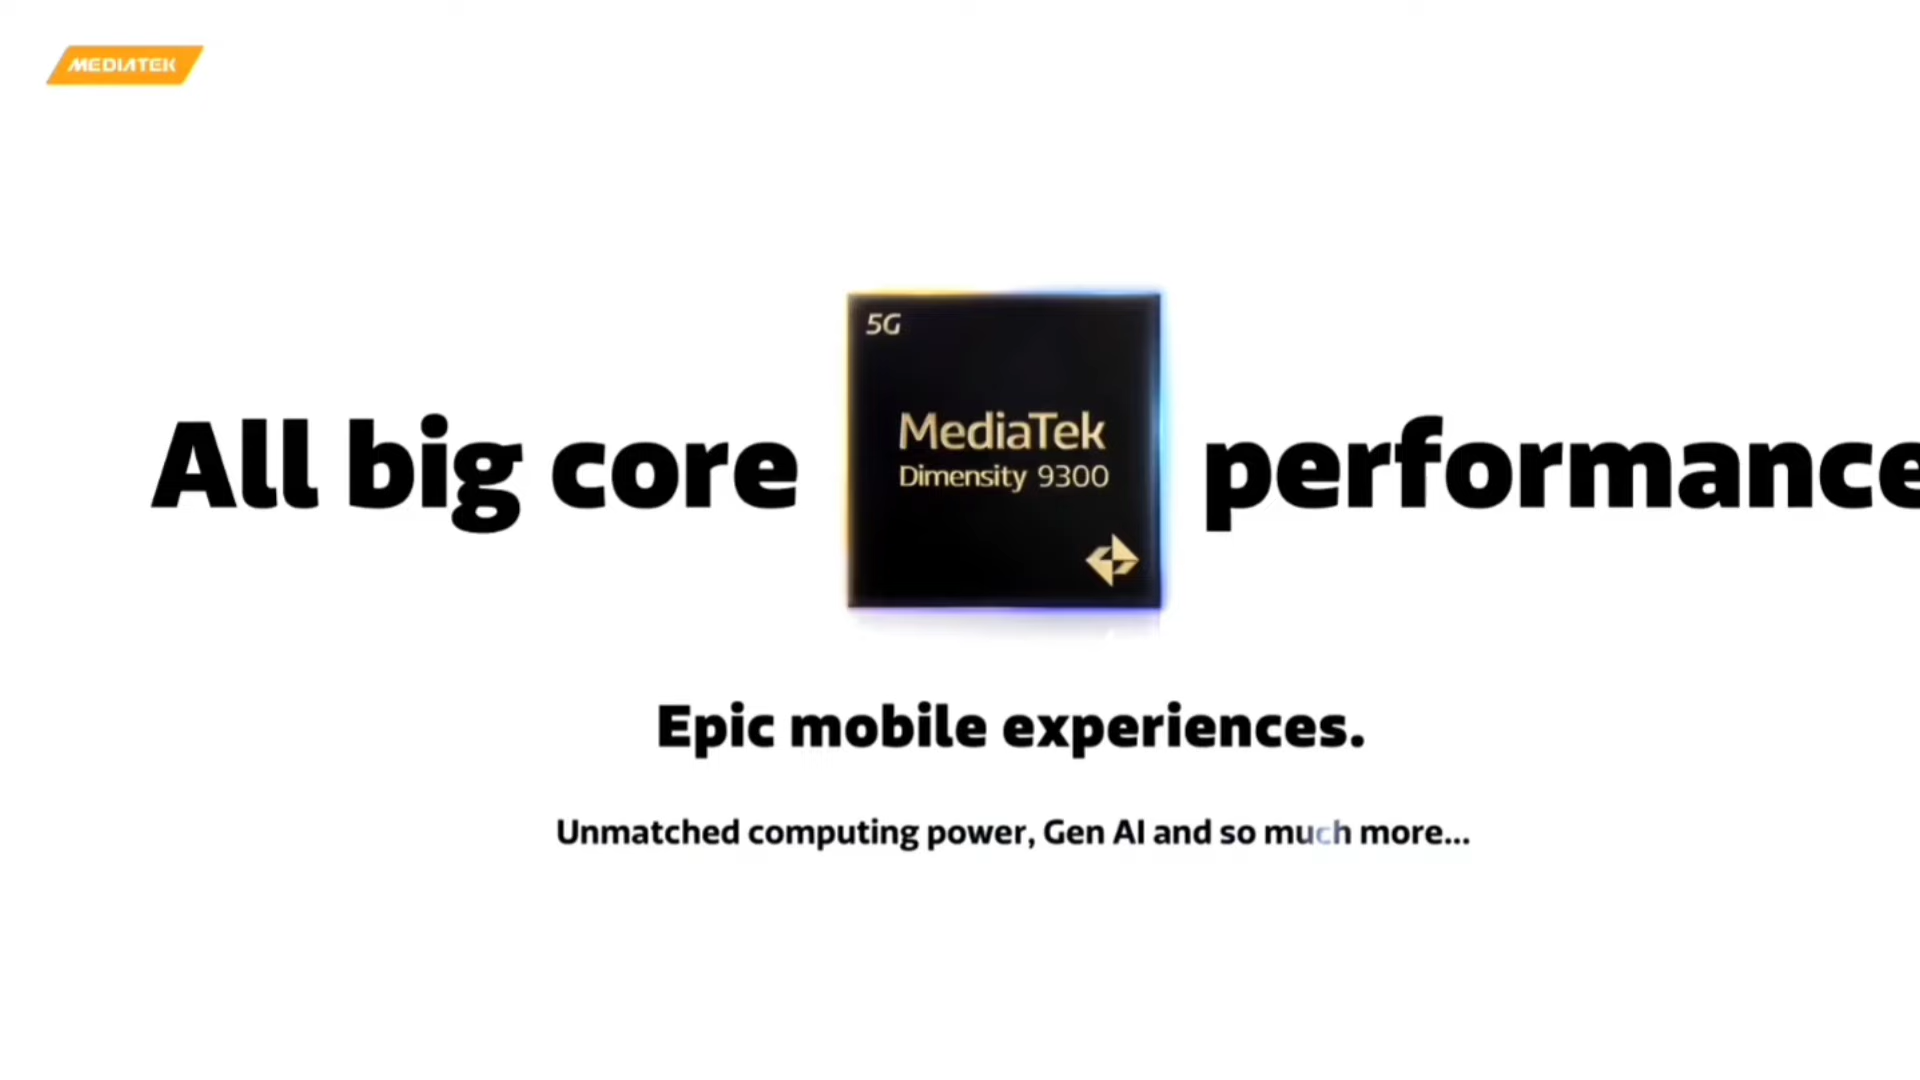 MEDIATEK
5G
MediaTek
Dimensity 9300
All big core performance
Epic mobile experiences.
Unmatched computing power, Gen AI and so much more...